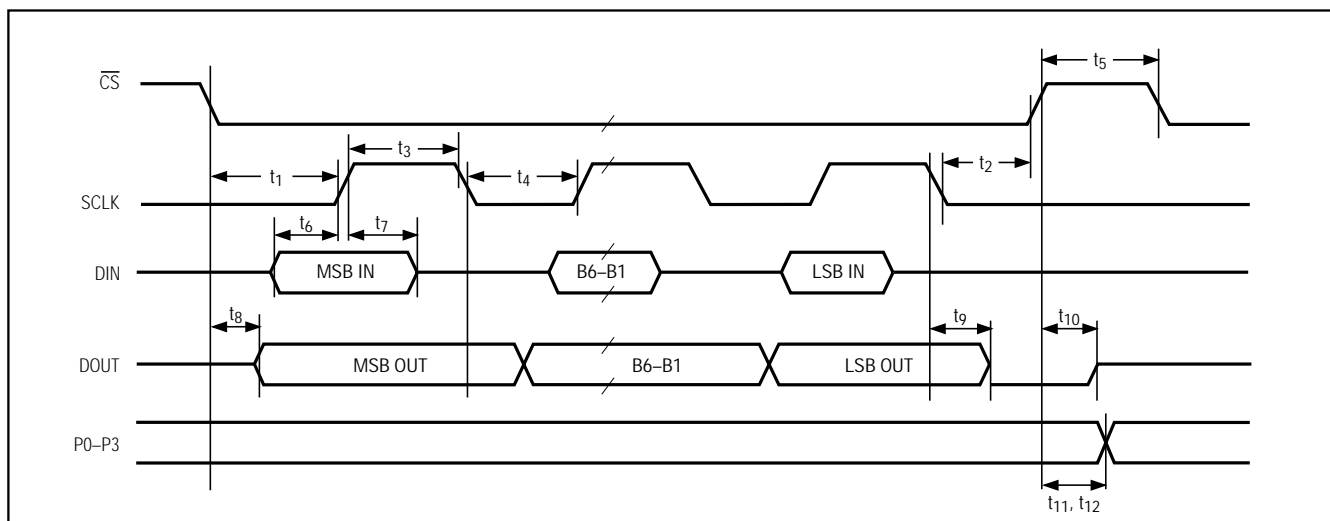 CS
t5
t3
t1
t4
t2
SCLK
t6
t7
DIN
MSB IN
B6–B1
LSB IN
t8
t9
t10
DOUT
MSB OUT
B6–B1
LSB OUT
P0–P3
t11, t12